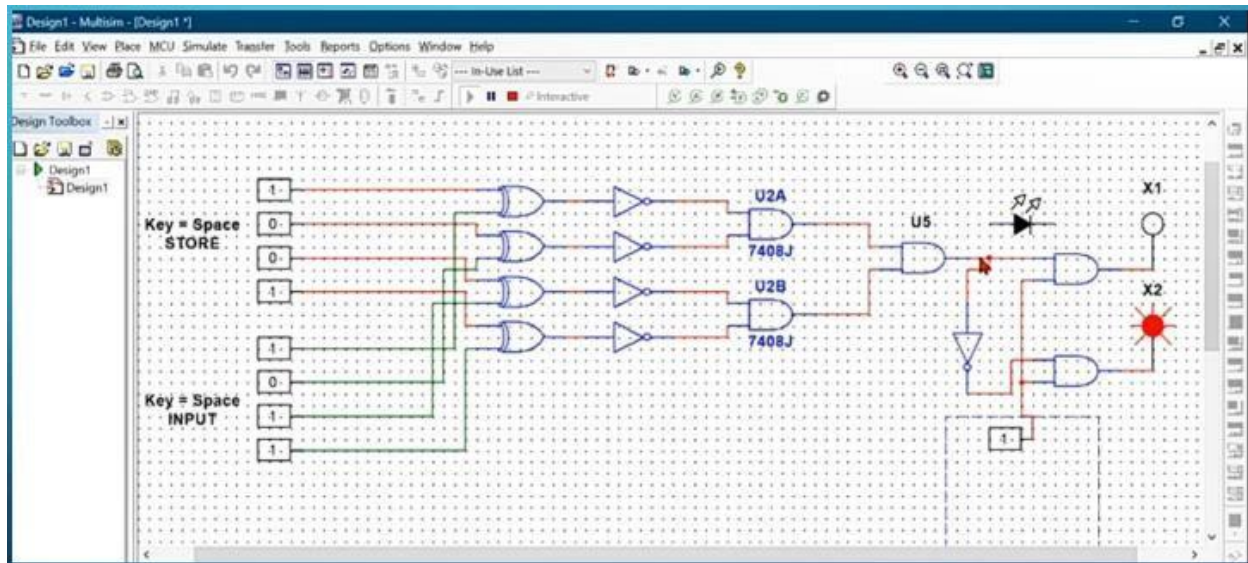 Design1 - Multisim - [Design1 *]
File Edit View Place MCU Simulate Transfer Tools Reports Options Window Help
--- In-Use List ---
Interactive
Design Toolbox
Design1
Design1
1
Key = Space
STORE
0
0
1
1
0
Key = Space
INPUT
1
1
U2A
7408J
U2B
7408J
U5
X1
X2
1